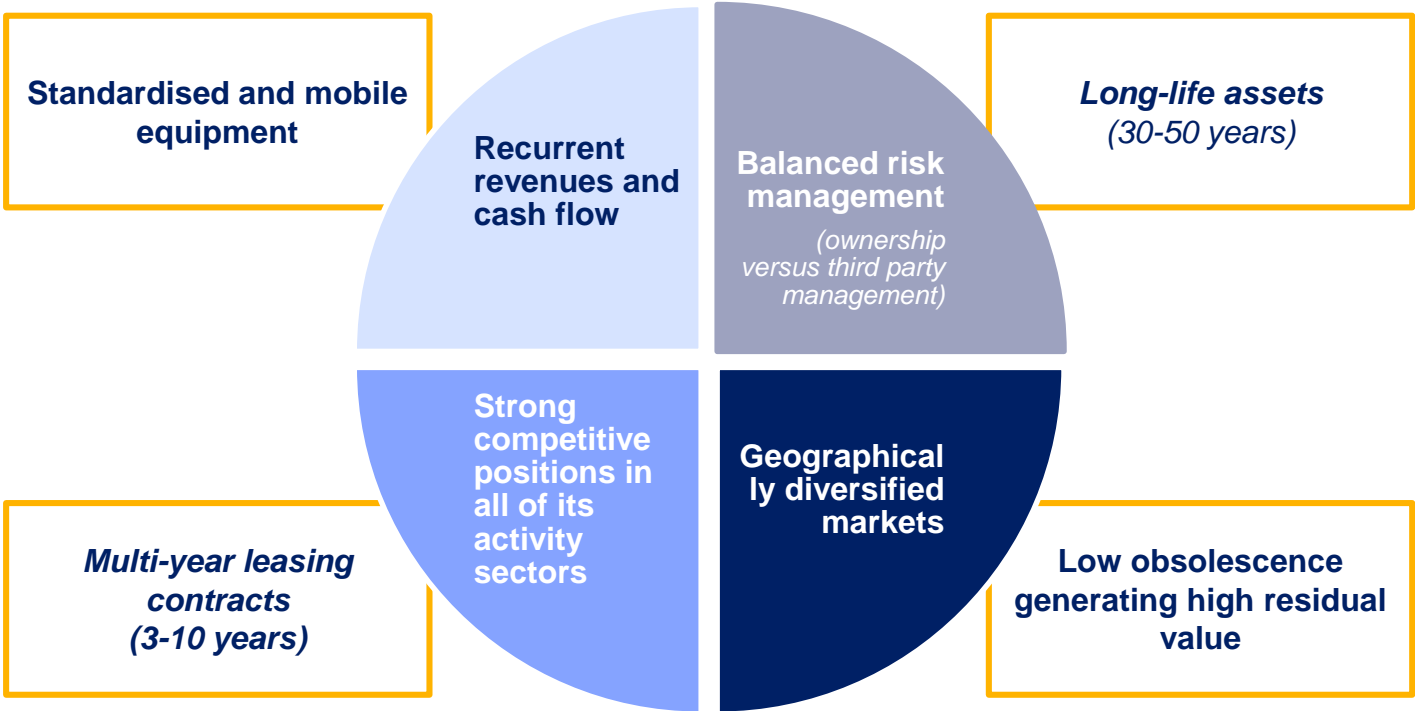 Standardised and mobile
equipment
Recurrent
revenues and
cash flow
Balanced risk
management
(ownership
versus third party
management)
Long-life assets
(30-50 years)
Multi-year leasing
contracts
(3-10 years)
Strong
competitive
positions in
all of its
activity
sectors
Geographical
ly diversified
markets
Low obsolescence
generating high residual
value